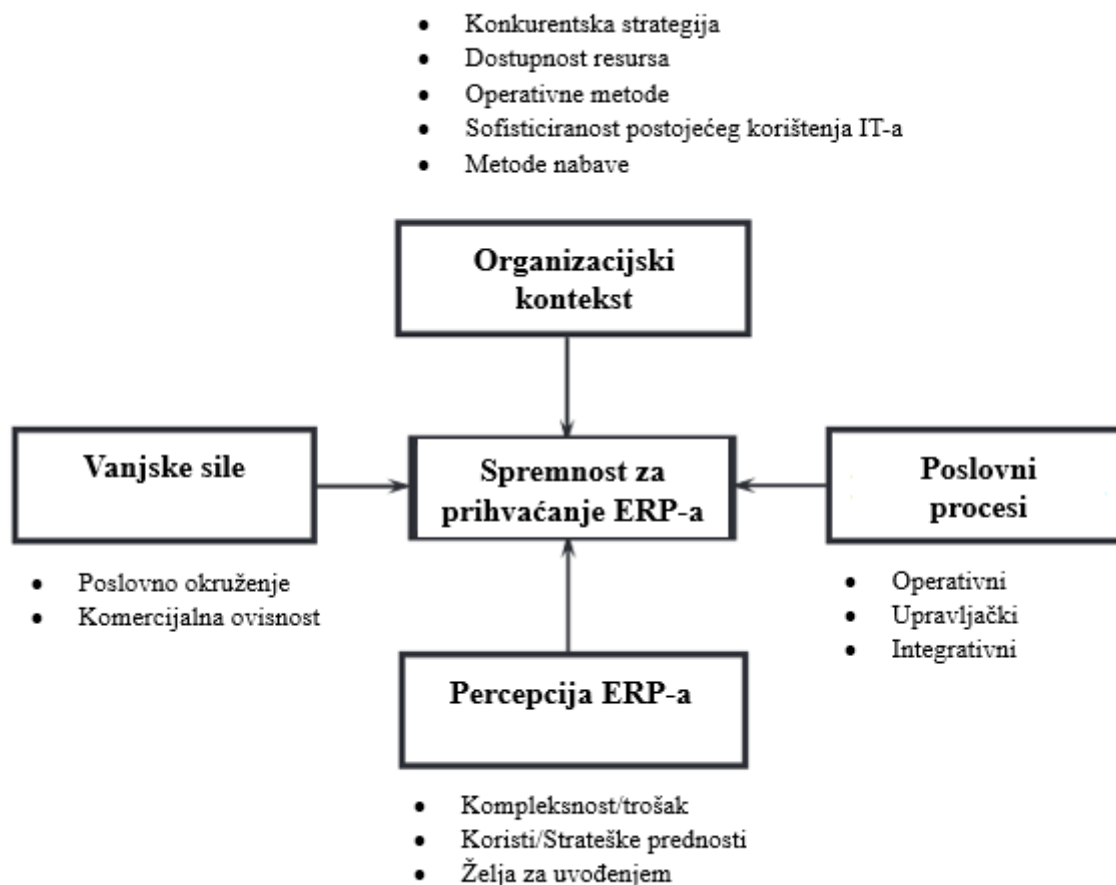 • Konkurentska strategija
• Dostupnost resursa
• Operativne metode
• Sofisticiranost postojećeg korištenja IT-a
• Metode nabave
Organizacijski
kontekst
Vanjske sile
Spremnost za
prihvaćanje ERP-a
Poslovni
procesi
• Poslovno okruženje
• Komercijalna ovisnost
• Operativni
• Upravljački
• Integrativni
Percepcija ERP-a
• Kompleksnost/trošak
• Koristi/Strateške prednosti
• Želja za uvođenjem